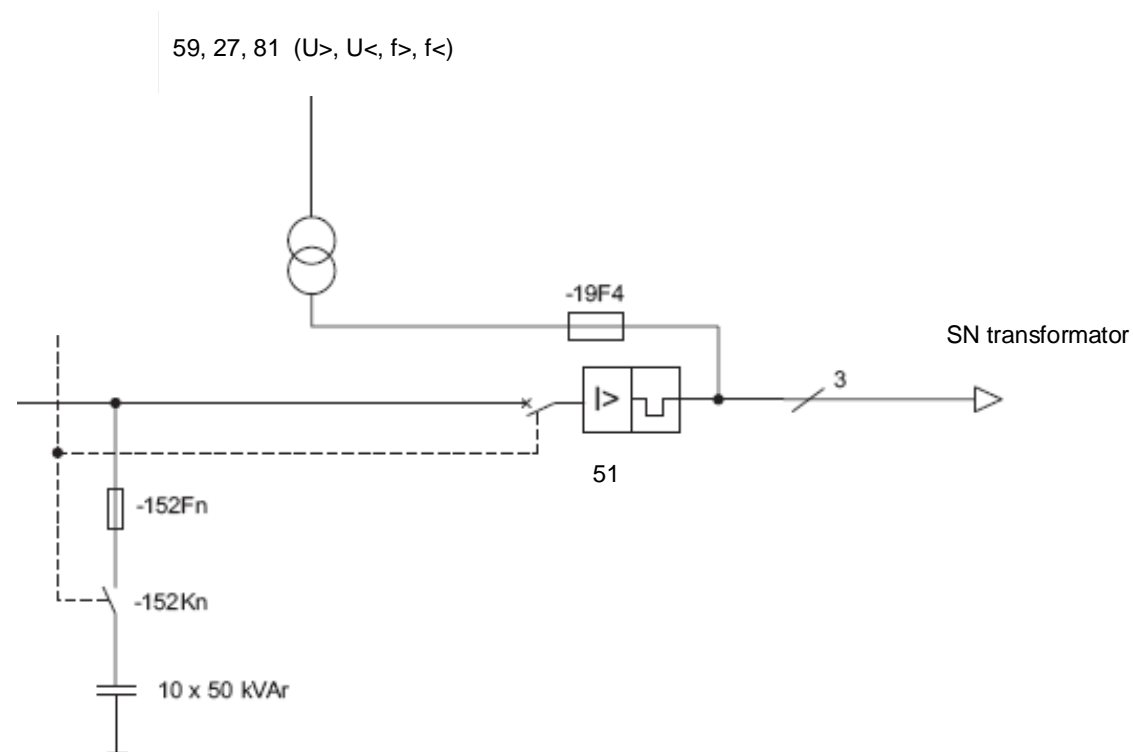 59, 27, 81 (U>, U<, f>, f<)
-19F4
SN transformator
3
I>
51
-152Fn
-152Kn
10 x 50 kVAr